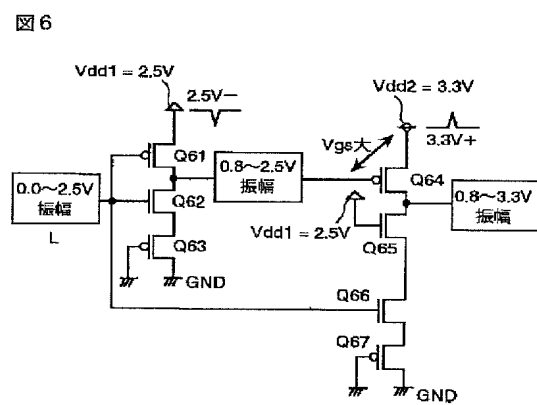 図6
Vdd1=2.5V
2.5V−
Vdd2=3.3V
3.3V+
Vgs大
Q61
0.8～2.5V
振幅
Q64
0.0～2.5V
振幅
L
Q62
0.8～3.3V
振幅
Vdd1=2.5V
Q65
Q63
GND
Q66
Q67
GND